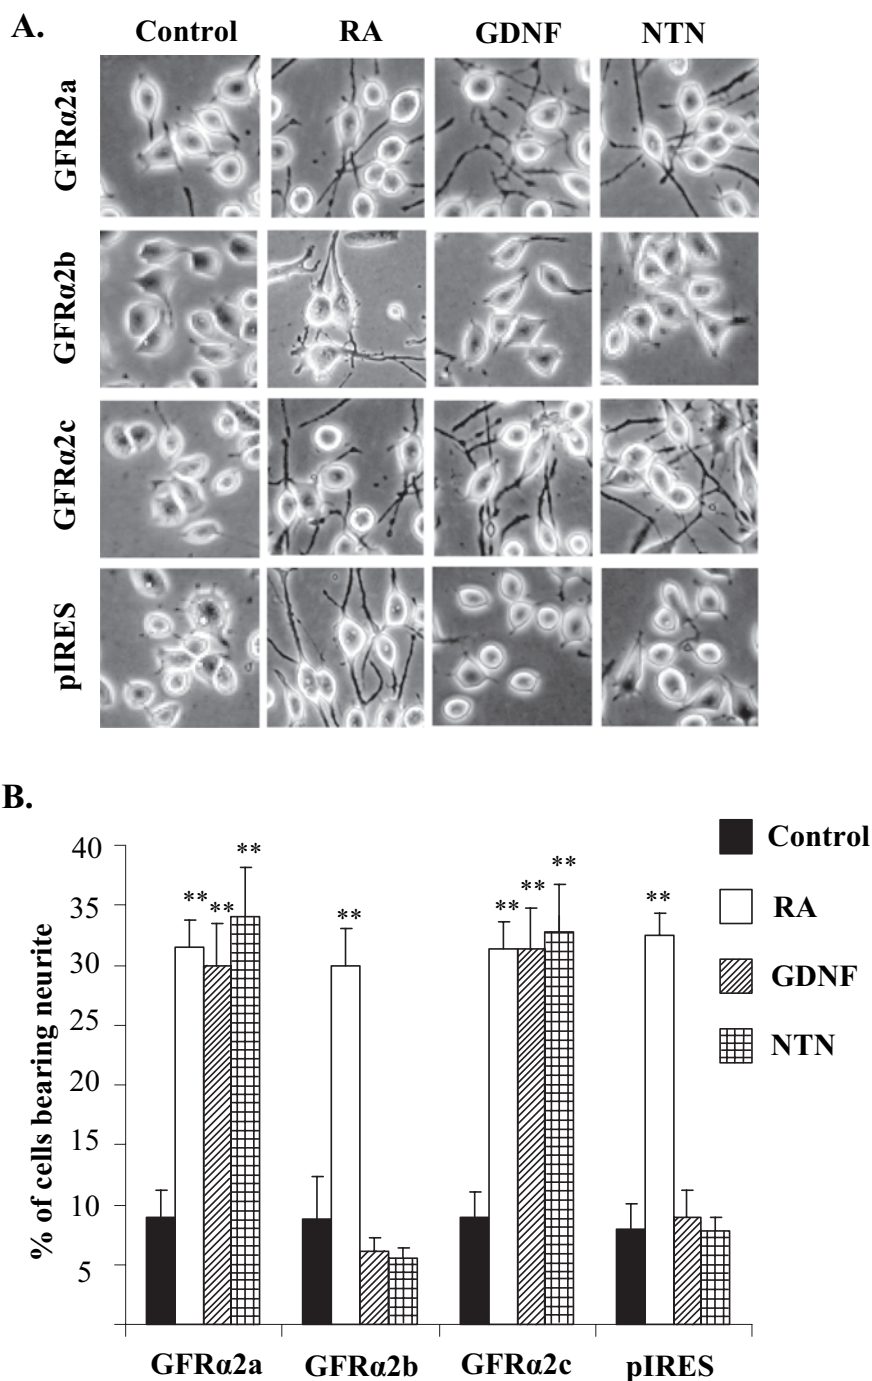 A.
Control RA GDNF NTN
GFRα2a
GFRα2b
GFRα2c
pIRES
B.
% of cells bearing neurite
40
35
30
25
20
15
10
5
** ** **
**
** ** **
**
Control
RA
GDNF
NTN
GFRα2a GFRα2b GFRα2c pIRES